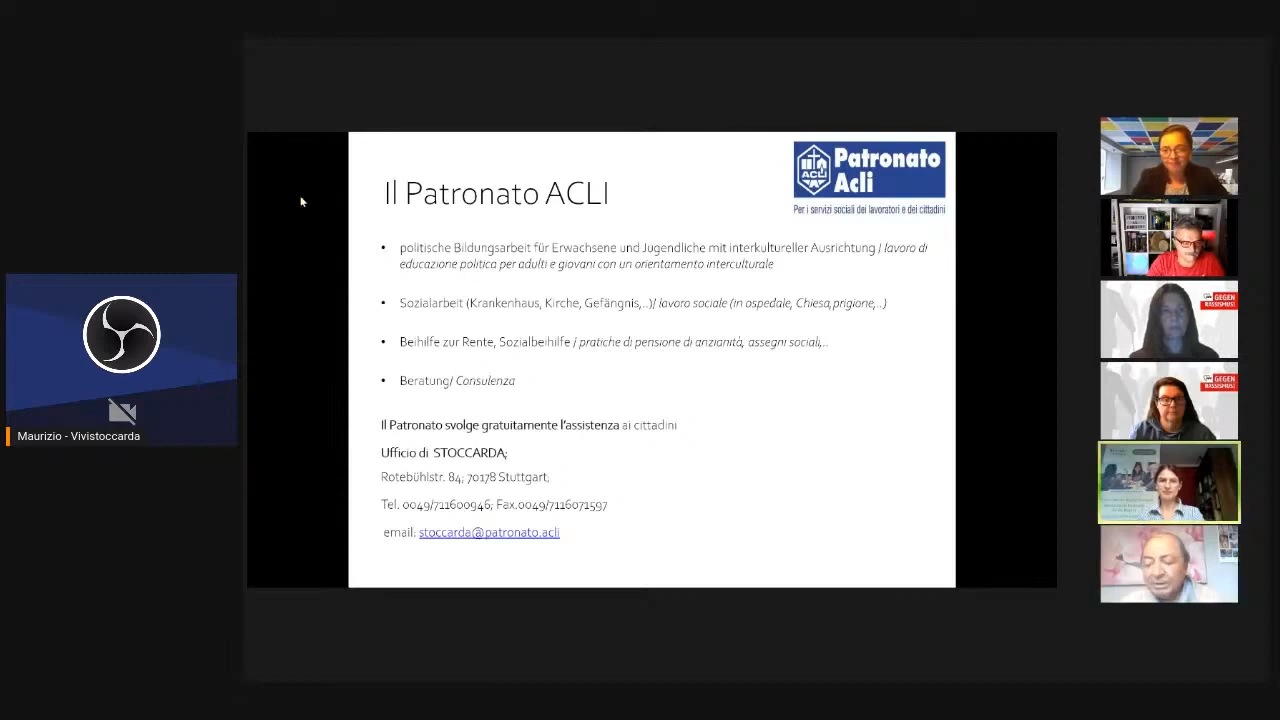 Patronato
Acli
ACLI
Per i servizi sociali dei lavoratori e dei cittadini
Il Patronato ACLI
• politische Bildungsarbeit für Erwachsene und Jugendliche mit interkultureller Ausrichtung / lavoro di
educazione politica per adulti e giovani con un orientamento interculturale
• Sozialarbeit (Krankenhaus, Kirche, Gefängnis,..)/ lavoro sociale (in ospedale, Chiesa,prigione,..)
• Beihilfe zur Rente, Sozialbeihilfe / pratiche di pensione di anzianità, assegni sociali,..
• Beratung/ Consulenza
Il Patronato svolge gratuitamente l'assistenza ai cittadini
Ufficio di STOCCARDA;
Rotebühlstr. 84; 70178 Stuttgart;
Tel. 0049/711600946; Fax.0049/7116071597
email: stoccarda@patronato.acli
Maurizio - Vivistoccarda
GEGEN
RASSISMUS!
GEGEN
RASSISMUS!